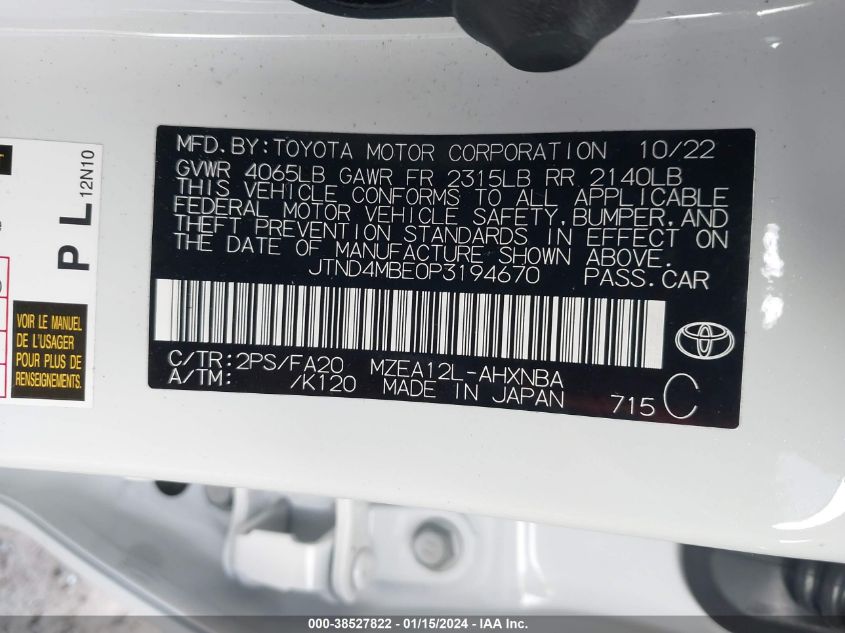 MFD. BY: TOYOTA MOTOR CORPORATION 10/22
GVWR 4065LB GAWR FR 2315LB RR 2140LB
THIS VEHICLE CONFORMS TO ALL APPLICABLE
FEDERAL MOTOR VEHICLE SAFETY, BUMPER, AND
THEFT PREVENTION STANDARDS IN EFFECT ON
THE DATE OF MANUFACTURE SHOWN ABOVE.
JTND4MBE0P3194670 PASS.CAR
C/TR: 2PS/FA20 MZEA12L-AHXNBA
A/TM: /K120 MADE IN JAPAN 715 C
P L 12N10
VOIR LE MANUEL
DE L'USAGER
POUR PLUS DE
RENSEIGNEMENTS
000-38527822 - 01/15/2024 - IAA Inc.